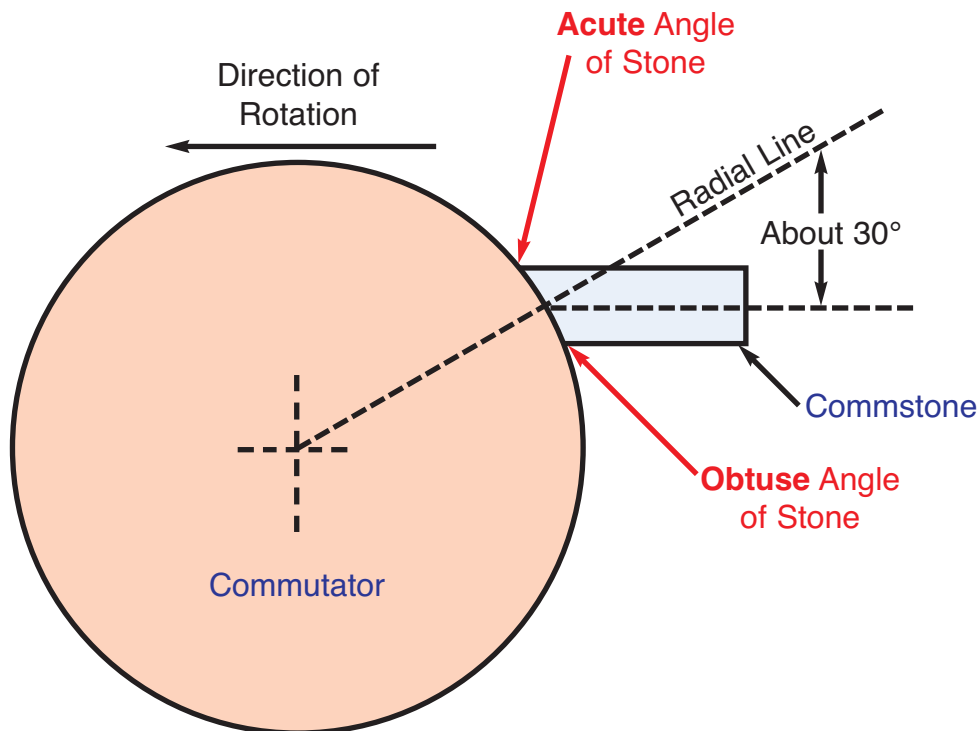 Acute Angle
of Stone
Direction of
Rotation
Radial Line
About 30°
Commstone
Obtuse Angle
of Stone
Commutator